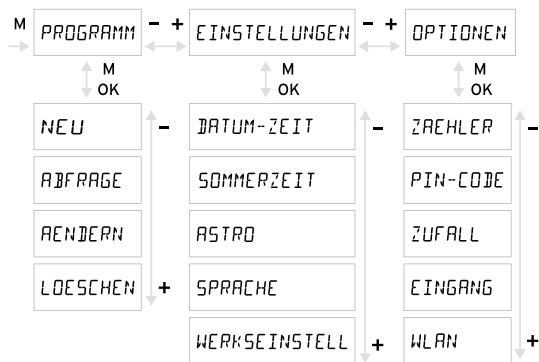 M PROGRAMM - + EINSTELLUNGEN - + OPTIONEN
M OK
M OK
M OK
NEU
ABFRAGE
AENDERN
LOESCHEN
-
+
DATUM-ZEIT
SOMMERZEIT
ASTRO
SPRACHE
WERKSEINSTELL
-
+
ZAEHLER
PIN-CODE
ZUFALL
EINGANG
WLAN
-
+